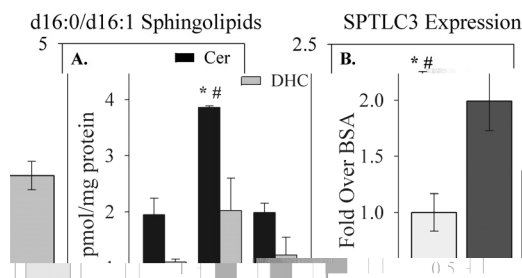 d16:0/d16:1 Sphingolipids
SPTLC3 Expression
5
A.
Cer
DHC
* #
4
3
2
pmol/mg protein
2.5
B.
* #
2.0
1.5
1.0
Fold Over BSA